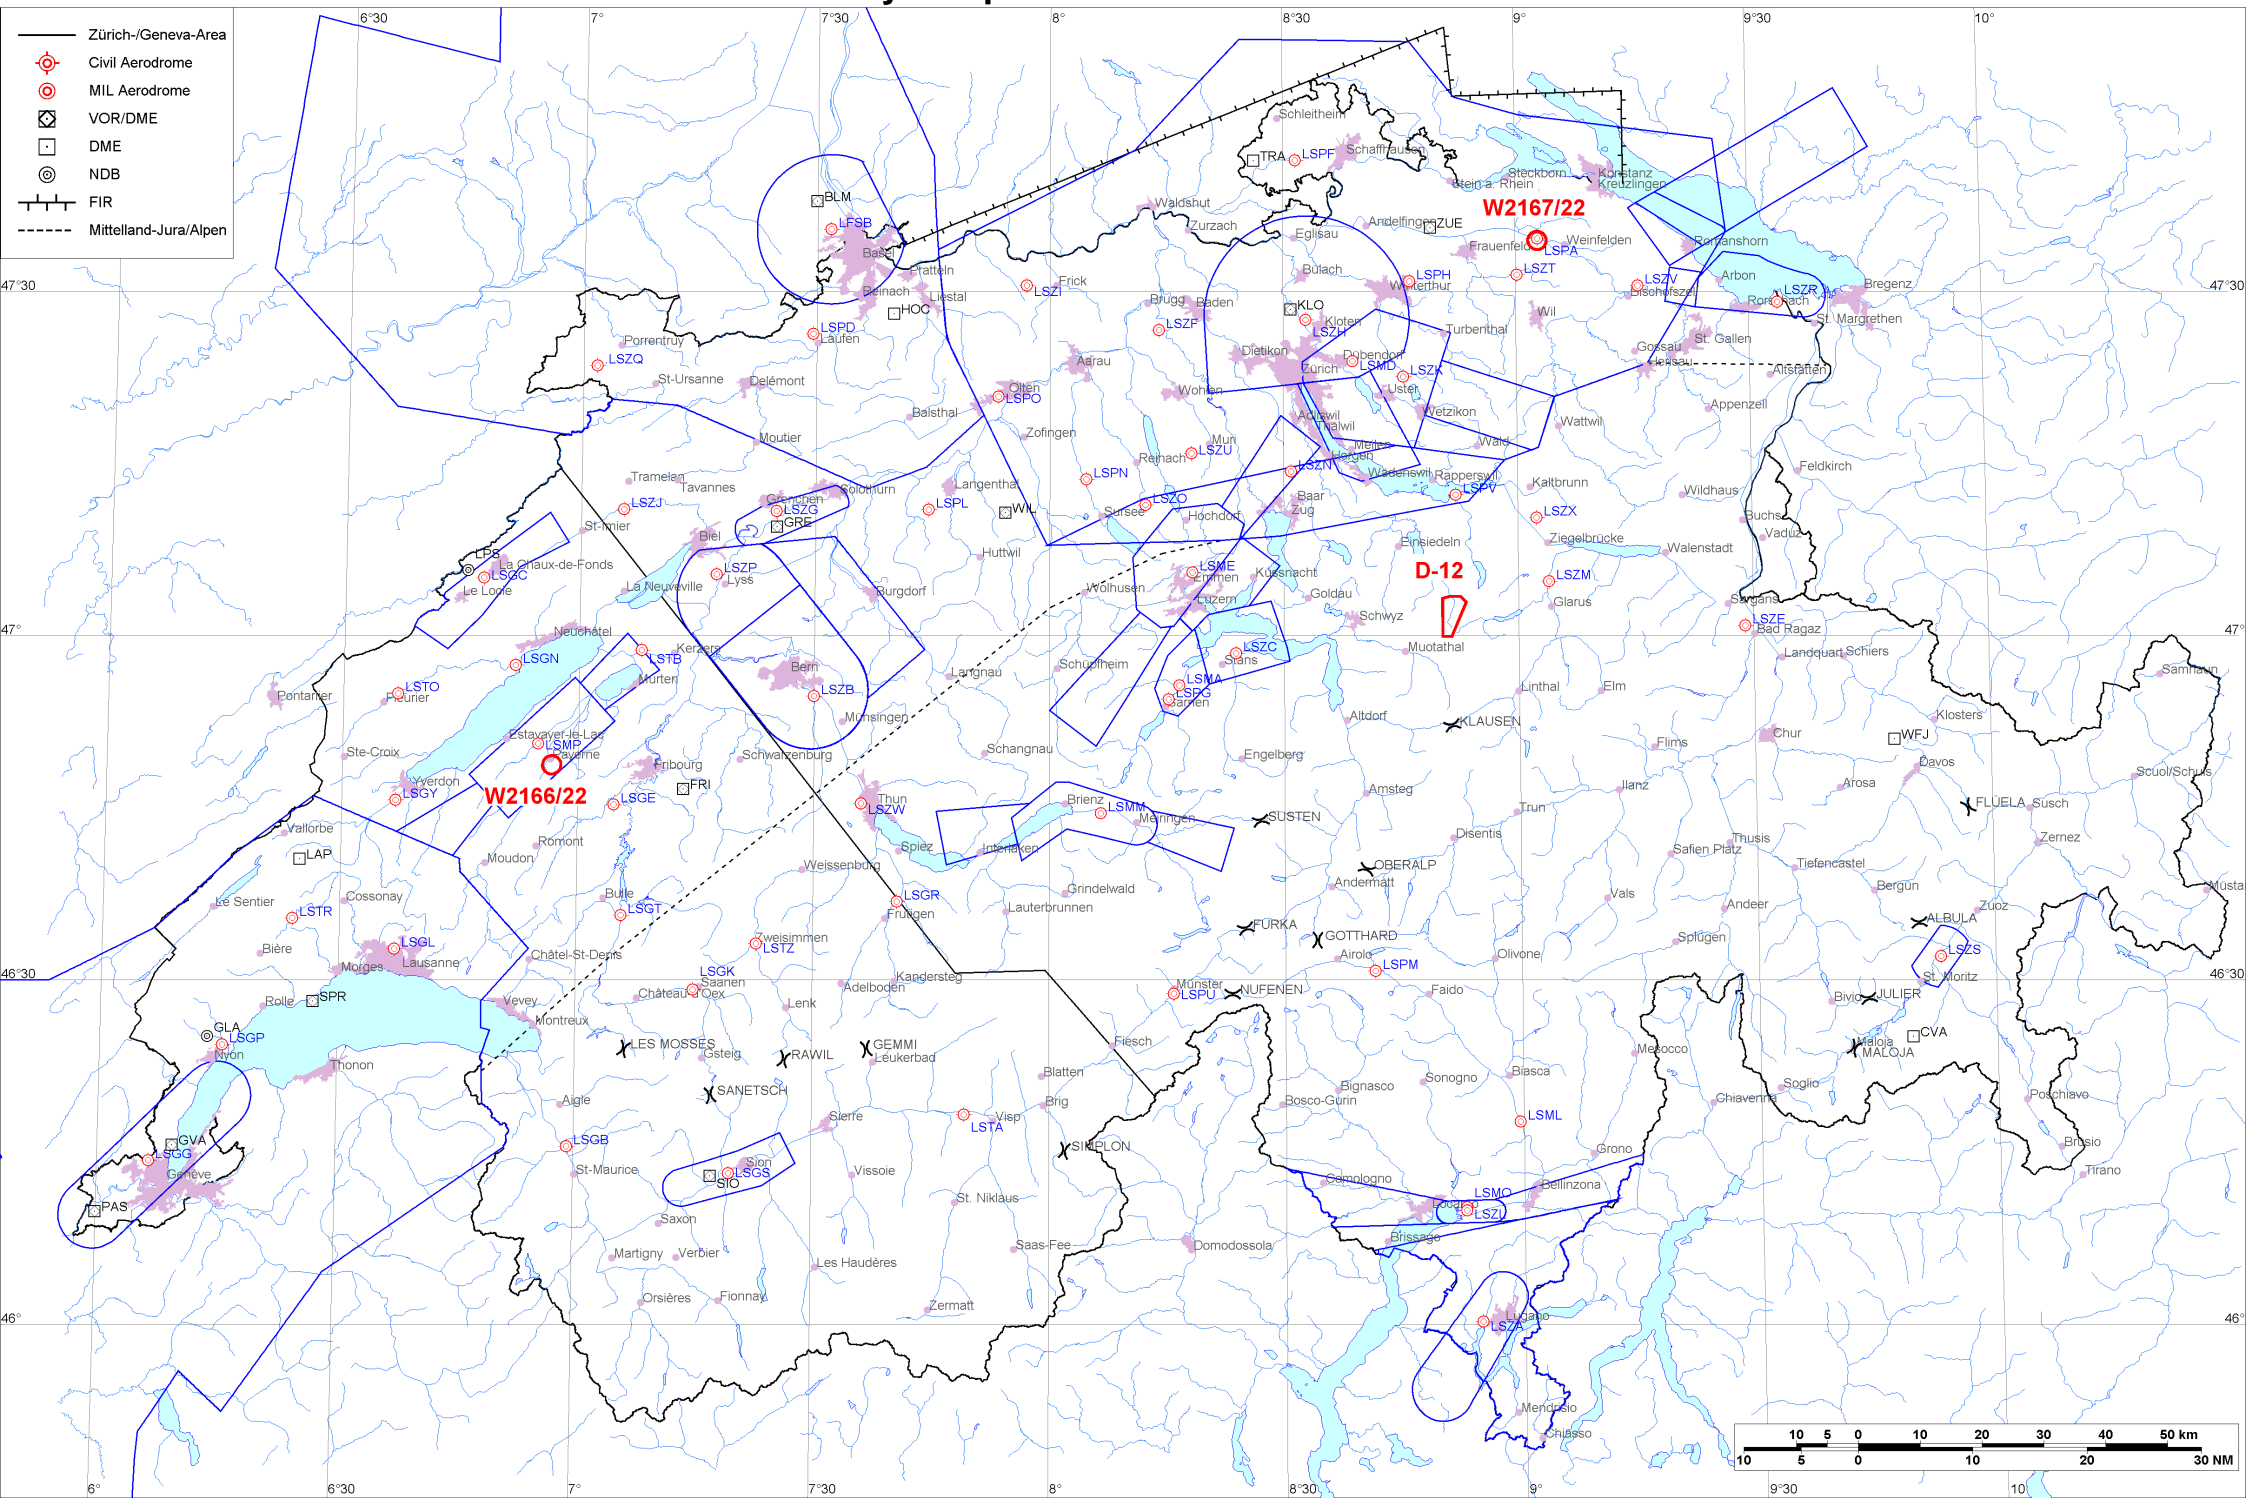 6°30
7°
7°30
8°
8°30
9°
9°30
10°
Zürich-/Geneva-Area
Civil Aerodrome
MIL Aerodrome
VOR/DME
DME
NDB
FIR
Mittelland-Jura/Alpen
Schleitheim
TRA
LSPF
Schaffhausen
Steckborn
Konstanz
Stein a. Rhein
Kreuzlingen
BLM
Waldshut
W2167/22
LFSB
Zurzach
Eglisau
Andelfingen
ZUE
Weinfelden
Romanshorn
Basel
Frauenfeld
LSPA
Pratteln
Bülach
LSPH
LSZT
LSZV
Arbon
47°30
Reinach
Liestal
LSZI
Frick
Winterthur
Bischofszell
LSZR
Bregenz
47°30
HOC
Brugg
Baden
KLO
Kloten
Wil
Rorschach
St. Margrethen
LSPD
Laufen
LSZF
LSZH
Turbenthal
St. Gallen
Porrentruy
LSZQ
Aarau
Dietikon
Dübendorf
LSMD
Zürich
Gossau
Herisau
Altstätten
St-Ursanne
Delémont
Olten
LSPO
Wohlen
LSZK
Uster
Balsthal
Adliswil
Wetzikon
Appenzell
Thalwil
Wattwil
Moutier
Zofingen
Muri
LSZU
Meilen
Wald
Reinach
Horgen
LSZN
Wädenswil
Rapperswil
Feldkirch
Tramelan
Tavannes
LSPN
Kaltbrunn
LSPV
Wildhaus
Langenthal
Solothurn
Grenchen
LSZG
GRE
LSZJ
LSPL
WIL
LSZO
Sursee
Hochdorf
Baar
Zug
LSZX
Buchs
St-Imier
Vaduz
Biel
Einsiedeln
Ziegelbrücke
Walenstadt
LPS
La Chaux-de-Fonds
LSGC
Le Locle
Huttwil
LSZP
Lyss
La Neuveville
Burgdorf
Wolhusen
LSME
Emmen
Küssnacht
D-12
LSZM
Luzern
Goldau
Glarus
Sargans
Schwyz
LSZE
Bad Ragaz
47°
Neuchâtel
Kerzers
LSTB
Bern
Muotathal
Landquart
Schiers
LSGN
LSZC
Stans
Schüpfheim
Langnau
Samnaun
Murten
LSZB
LSMA
LSPG
Sarnen
Linthal
Elm
Pontarlier
LSTO
Fleurier
Münsingen
Altdorf
KLAUSEN
Klosters
Estavayer-le-Lac
LSMP
Payerne
Ste-Croix
Schangnau
Engelberg
Flims
Chur
WFJ
Schwarzenburg
Fribourg
FRI
Davos
Yverdon
LSGY
W2166/22
LSGE
Thun
LSZW
Brienz
LSMM
Meiringen
Amsteg
Ilanz
Arosa
Scuol/Schuls
FLÜELA
Susch
Trun
SUSTEN
Vallorbe
LAP
Romont
Moudon
Spiez
Interlaken
Disentis
Thusis
Safien Platz
Zernez
Weissenburg
OBERALP
Tiefencastel
Andermatt
Bulle
LSGT
LSGR
Frutigen
Grindelwald
Lauterbrunnen
Vals
Bergün
Müsta
Cossonay
Le Sentier
LSTR
Andeer
Zuoz
FURKA
GOTTHARD
ALBULA
Zweisimmen
LSTZ
Bière
LSGL
Lausanne
Morges
Châtel-St-Denis
Splügen
Airolo
LSPM
Olivone
LSZS
St. Moritz
46°30
46°30
LSGK
Saanen
Château-d'Oex
Kandersteg
Adelboden
Münster
LSPU
NUFENEN
Faido
Bivio
JULIER
Rolle
SPR
Vevey
Montreux
Lenk
GLA
LSGP
Nyon
LES MOSSES
Gsteig
RAWIL
GEMMI
Leukerbad
Fiesch
Mesocco
CVA
Maloja
MALOJA
Thonon
Blatten
Bignasco
Sonogno
Biasca
Soglio
SANETSCH
Aigle
Brig
Bosco-Gurin
Chiavenna
Poschiavo
Sierre
LSTA
Visp
LSML
GVA
LSGG
Genève
LSGB
SIMPLON
Grono
Brusio
St-Maurice
Sion
LSGS
SIO
Vissoie
Comologno
Bellinzona
Tirano
LSMO
Locarno
LSZL
PAS
St. Niklaus
Saxon
Brissago
Martigny
Verbier
Saas-Fee
Domodossola
Les Haudères
Orsières
Fionnay
Zermatt
46°
Lugano
LSZA
46°
Mendrisio
Chiasso
10 5 0 10 20 30 40 50 km
10 5 0 10 20 30 NM
6°
6°30
7°
7°30
8°
8°30
9°
9°30
10